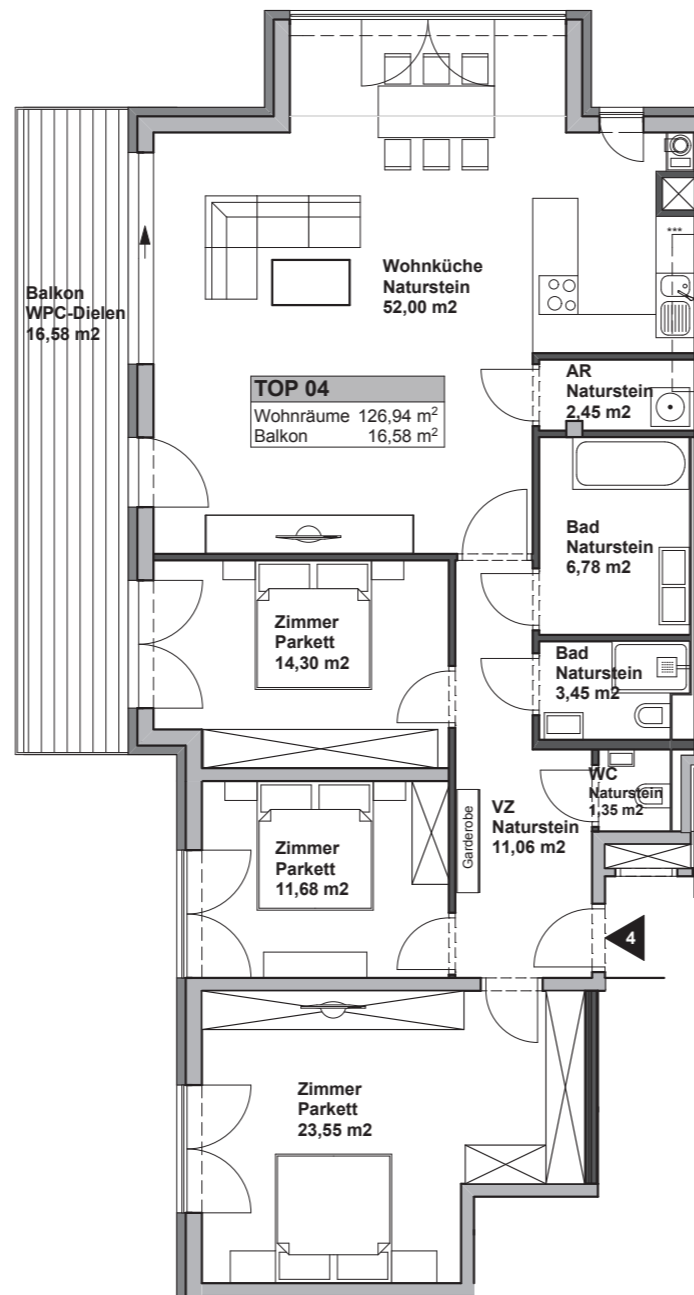 Wohnküche
Naturstein
52,00 m2
Balkon
WPC-Dielen
16,58 m2
***
TOP 04
Wohnräume 126,94 m²
Balkon 16,58 m²
AR
Naturstein
2,45 m2
Bad
Naturstein
6,78 m2
Zimmer
Parkett
14,30 m2
Bad
Naturstein
3,45 m2
WC
Naturstein
1,35 m2
VZ
Naturstein
11,06 m2
Garderobe
Zimmer
Parkett
11,68 m2
4
Zimmer
Parkett
23,55 m2